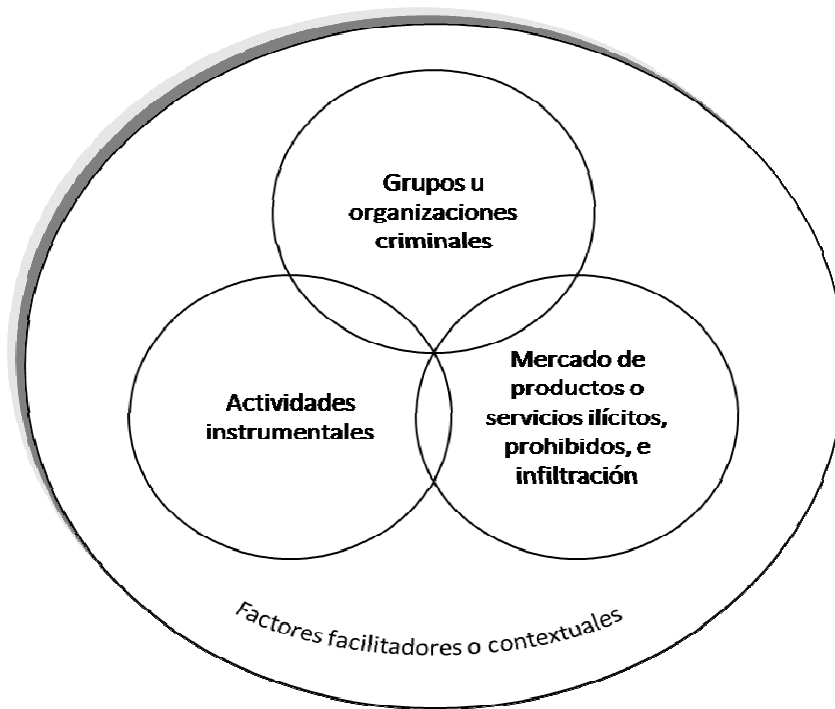 Grupos u
organizaciones
criminales
Actividades
instrumentales
Mercado de
productos o
servicios ilícitos,
prohibidos, e
infiltración
Factores facilitadores o contextuales